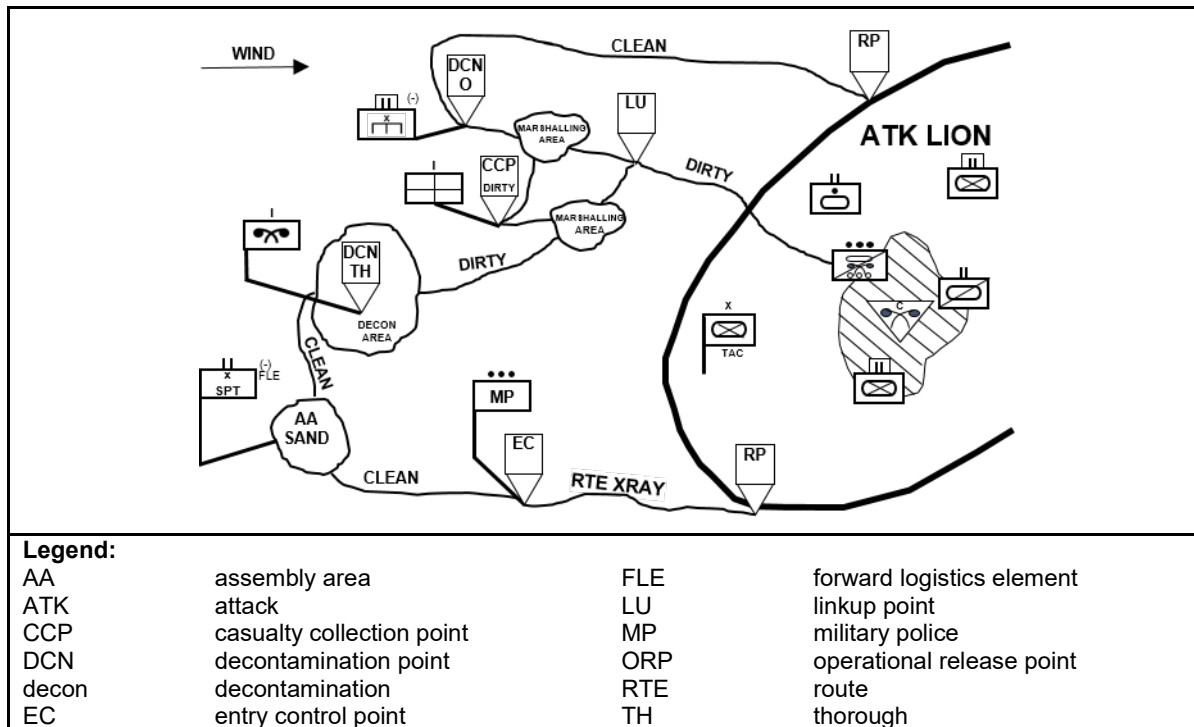 WIND
CLEAN
RP
DCN
O
(-)
X
MARSHALLING
AREA
LU
ATK LION
CCP
DIRTY
DIRTY
MARSHALLING
AREA
DCN
TH
DIRTY
DECON
AREA
C
X
TAC
CLEAN
(-)
X
FLE
SPT
MP
AA
SAND
EC
RP
CLEAN
RTE XRAY
Legend:
AA assembly area FLE forward logistics element
ATK attack LU linkup point
CCP casualty collection point MP military police
DCN decontamination point ORP operational release point
decon decontamination RTE route
EC entry control point TH thorough